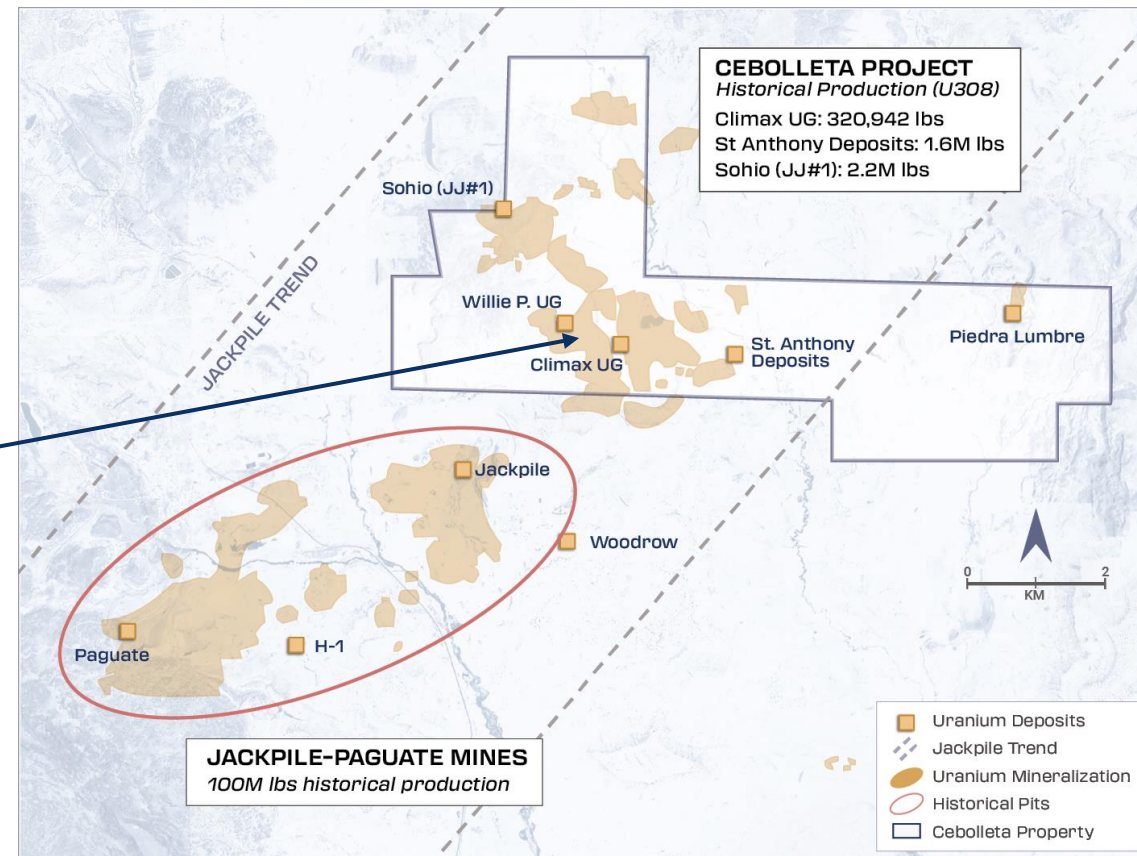 CEBOLLETA PROJECT
Historical Production (U308)
Climax UG: 320,942 lbs
St Anthony Deposits: 1.6M lbs
Sohio (JJ#1): 2.2M lbs
Sohio (JJ#1)
JACKPILE TREND
Willie P. UG
Climax UG
St. Anthony
Deposits
Piedra Lumbre
Jackpile
Woodrow
Paguate
H-1
0
2
KM
JACKPILE-PAGUATE MINES
100M lbs historical production
Uranium Deposits
Jackpile Trend
Uranium Mineralization
Historical Pits
Cebolleta Property